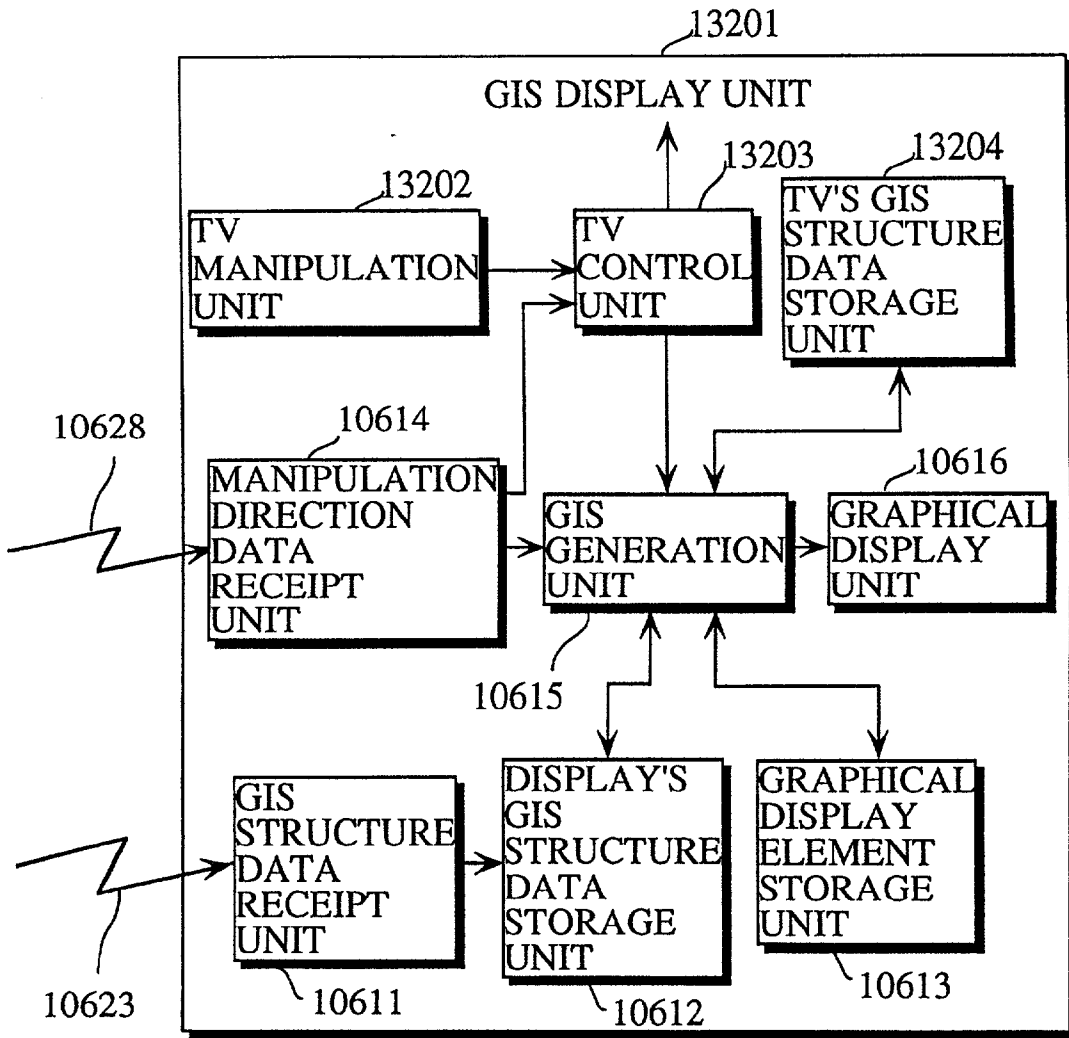 13201
GIS DISPLAY UNIT
13202
TV
MANIPULATION
UNIT
13203
TV
CONTROL
UNIT
13204
TV'S GIS
STRUCTURE
DATA
STORAGE
UNIT
10628
10614
MANIPULATION
DIRECTION
DATA
RECEIPT
UNIT
GIS
GENERATION
UNIT
10615
10616
GRAPHICAL
DISPLAY
UNIT
10623
GIS
STRUCTURE
DATA
RECEIPT
UNIT
10611
DISPLAY'S
GIS
STRUCTURE
DATA
STORAGE
UNIT
10612
GRAPHICAL
DISPLAY
ELEMENT
STORAGE
UNIT
10613